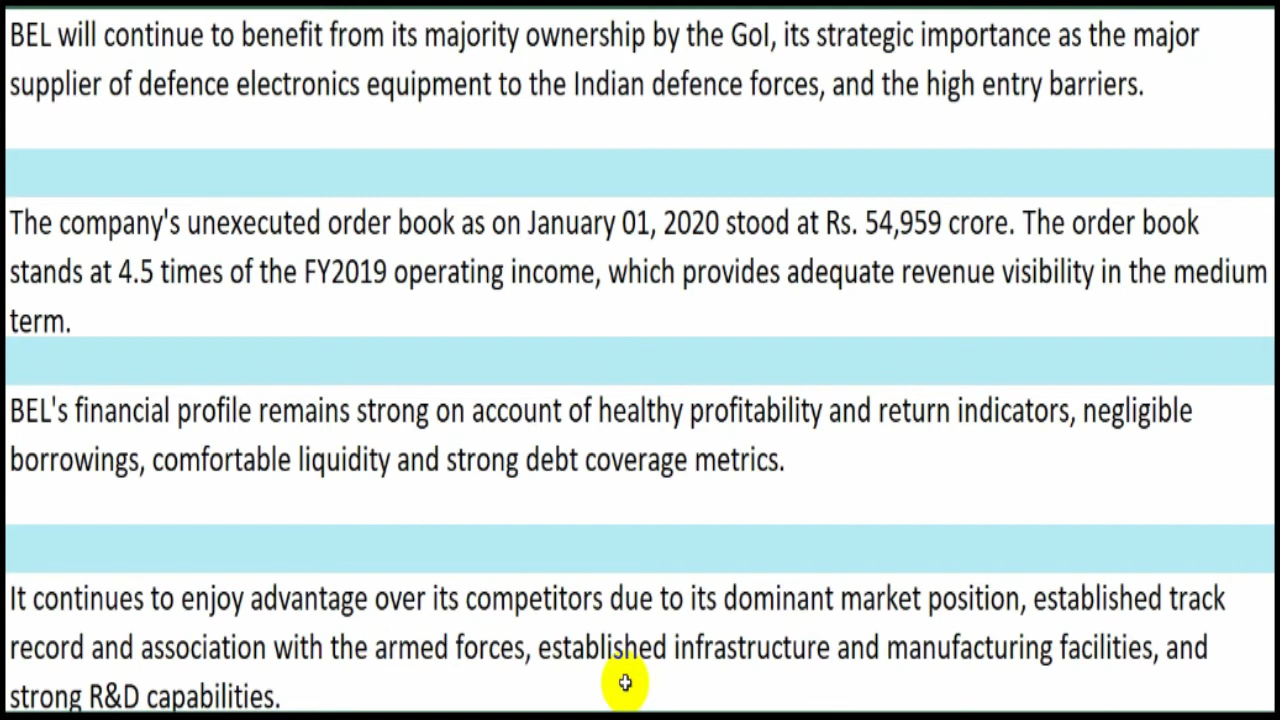 BEL will continue to benefit from its majority ownership by the GoI, its strategic importance as the major
supplier of defence electronics equipment to the Indian defence forces, and the high entry barriers.
The company's unexecuted order book as on January 01, 2020 stood at Rs. 54,959 crore. The order book
stands at 4.5 times of the FY2019 operating income, which provides adequate revenue visibility in the medium
term.
BEL's financial profile remains strong on account of healthy profitability and return indicators, negligible
borrowings, comfortable liquidity and strong debt coverage metrics.
It continues to enjoy advantage over its competitors due to its dominant market position, established track
record and association with the armed forces, established infrastructure and manufacturing facilities, and
strong R&D capabilities.